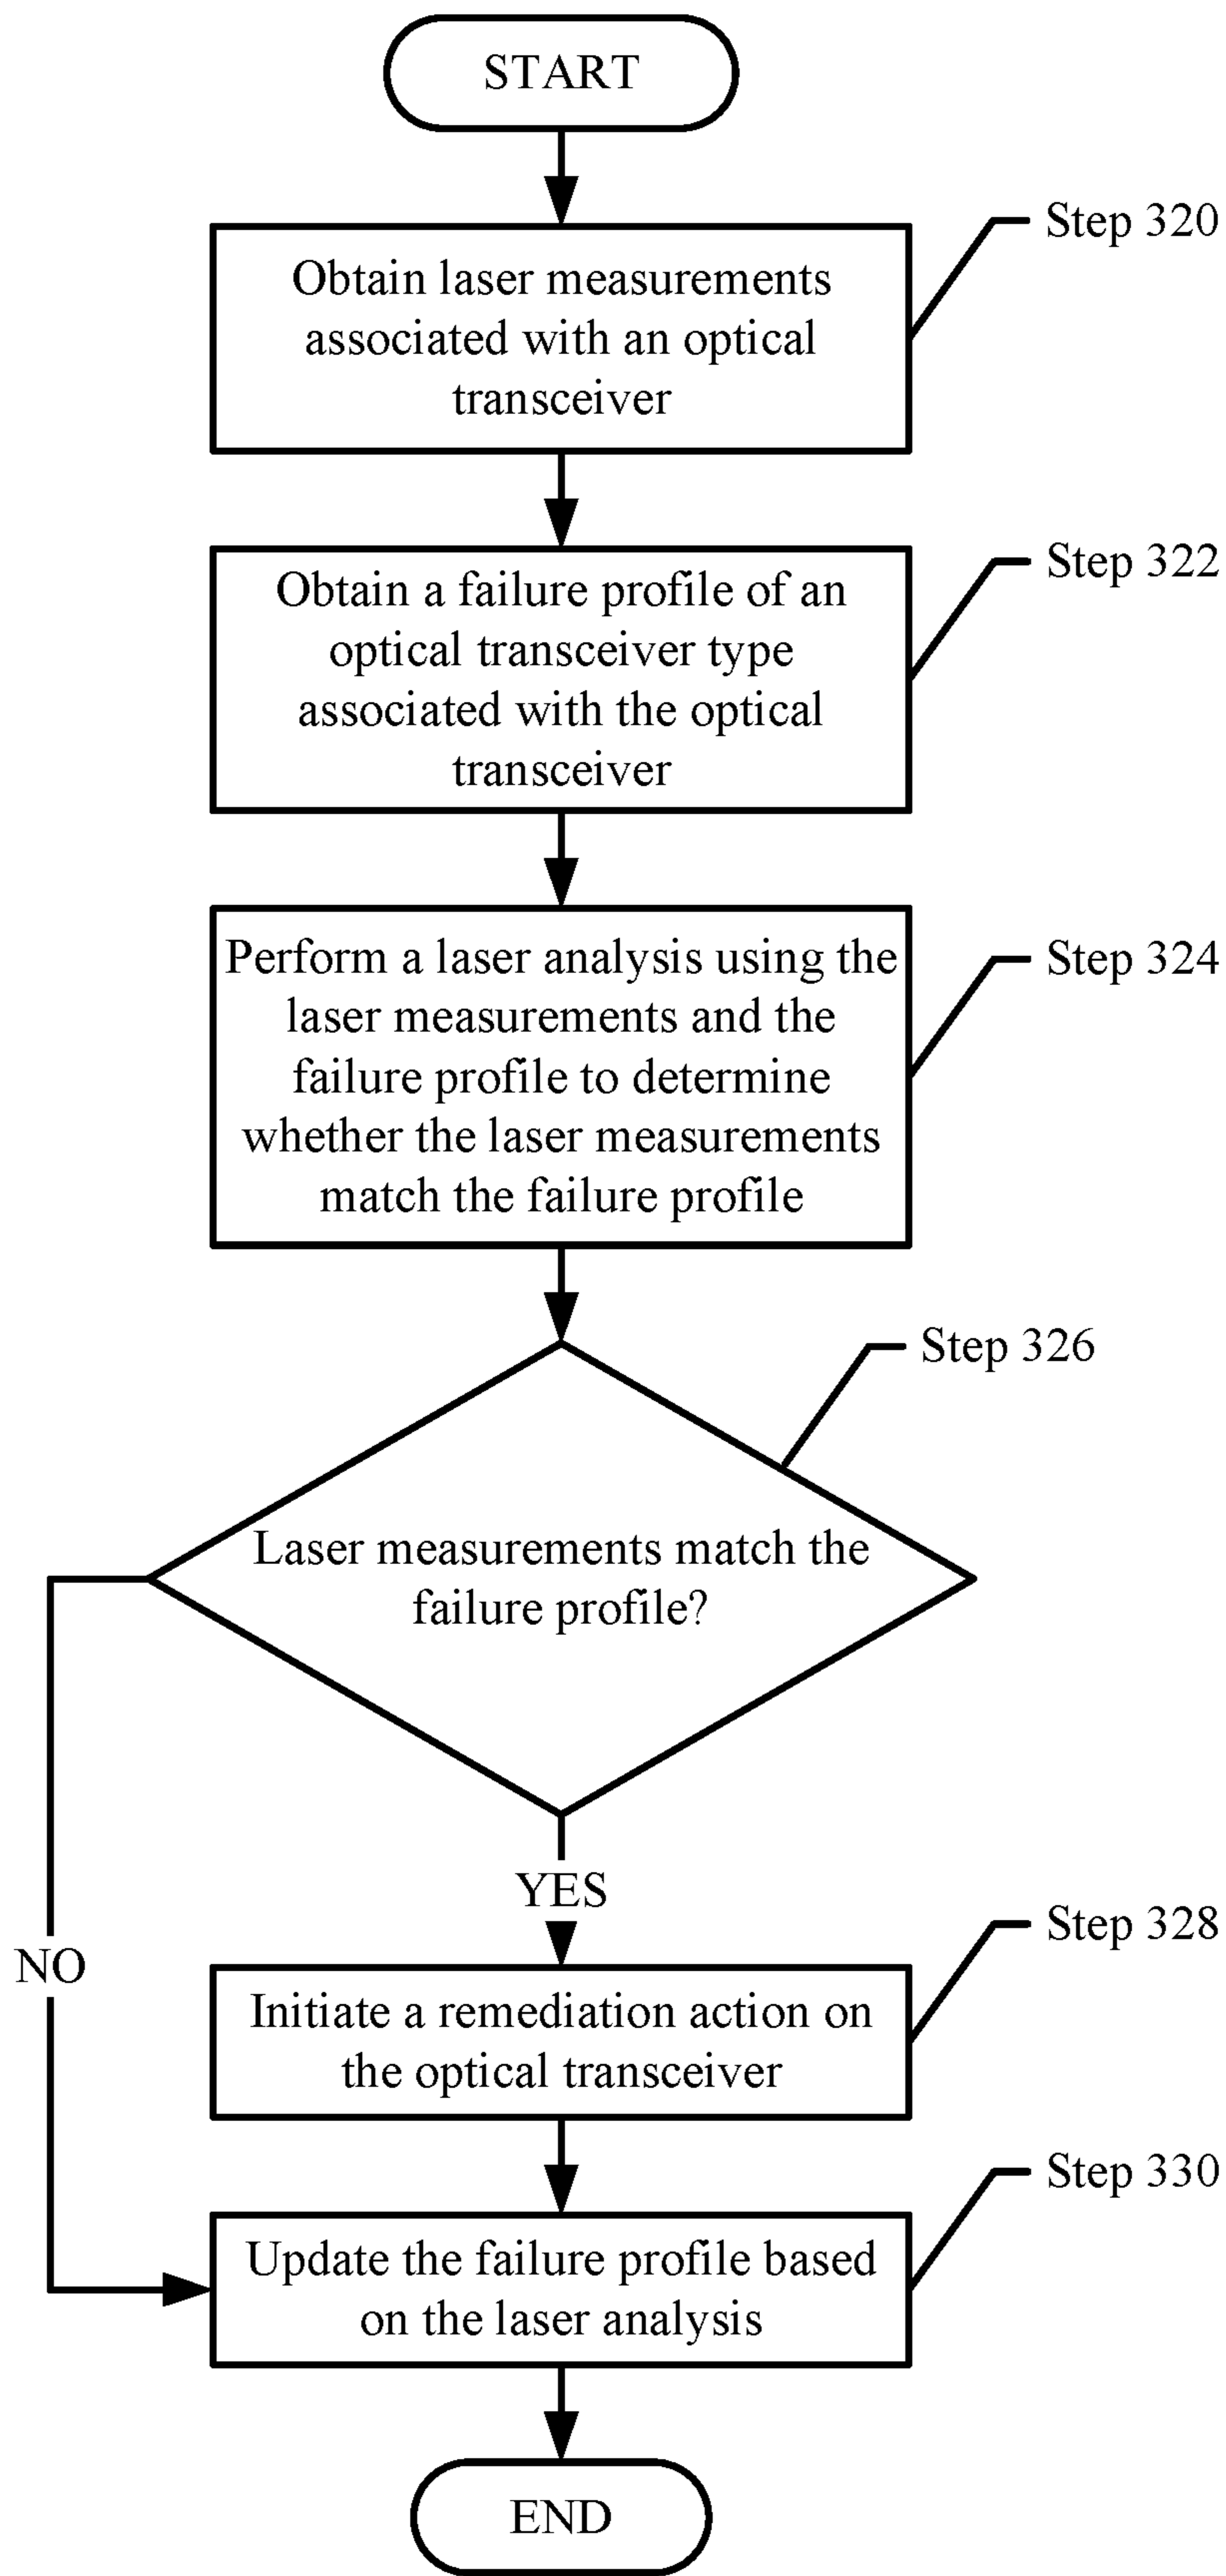 START
Step 320
Obtain laser measurements
associated with an optical
transceiver
Step 322
Obtain a failure profile of an
optical transceiver type
associated with the optical
transceiver
Step 324
Perform a laser analysis using the
laser measurements and the
failure profile to determine
whether the laser measurements
match the failure profile
Step 326
Laser measurements match the
failure profile?
YES
NO
Step 328
Initiate a remediation action on
the optical transceiver
Step 330
Update the failure profile based
on the laser analysis
END